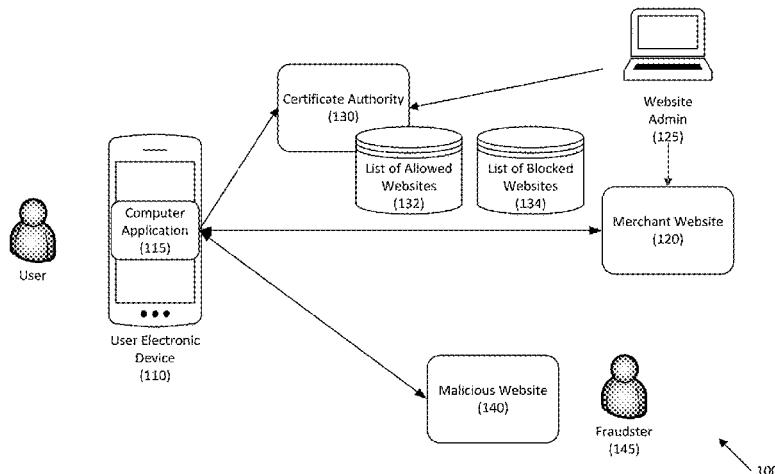 Certificate Authority
(130)
Website
Admin
(125)
List of Allowed
Websites
(132)
List of Blocked
Websites
(134)
Computer
Application
(115)
Merchant Website
(120)
User
User Electronic
Device
(110)
Malicious Website
(140)
Fraudster
(145)
100